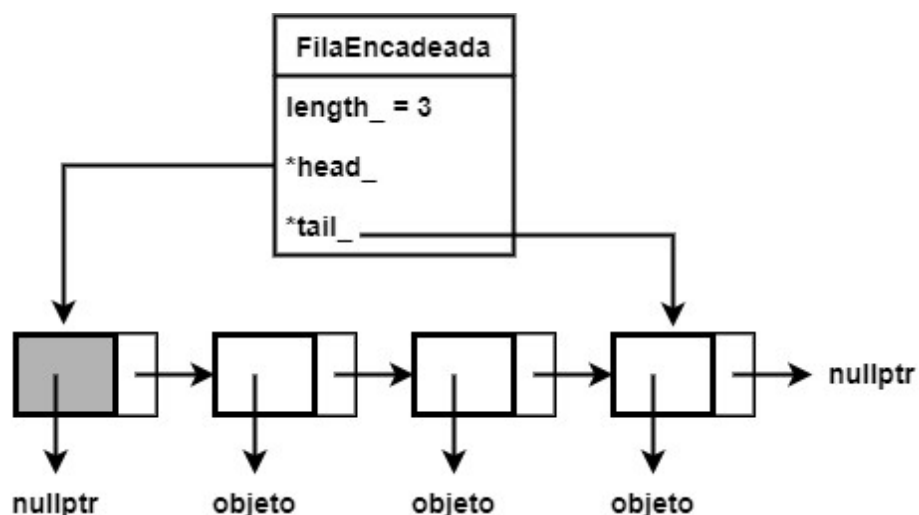 FilaEncadeada
length_ = 3
*head_
*tail_
nullptr
nullptr
objeto
objeto
objeto